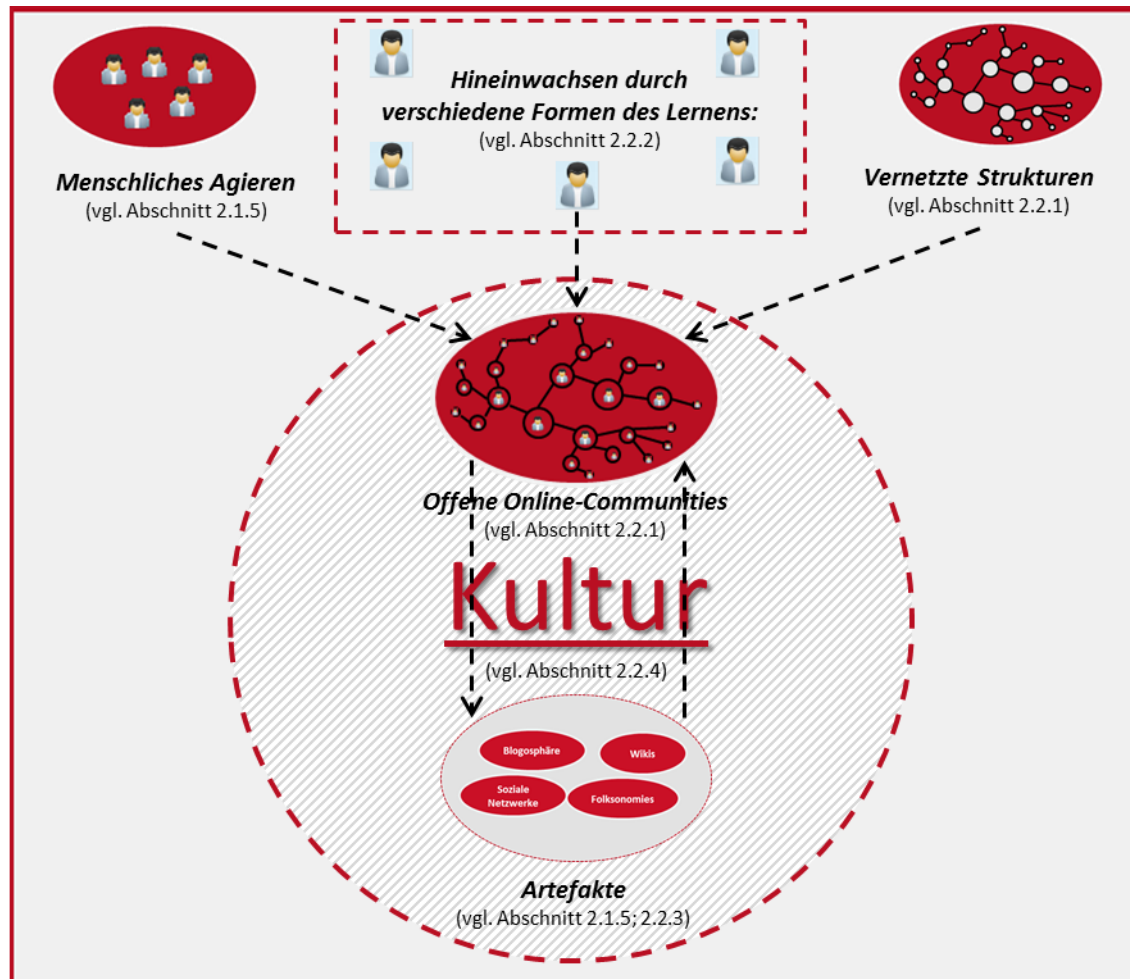 Hineinwachsen durch
verschiedene Formen des Lernens:
(vgl. Abschnitt 2.2.2)
Menschliches Agieren
(vgl. Abschnitt 2.1.5)
Vernetzte Strukturen
(vgl. Abschnitt 2.2.1)
Offene Online-Communities
(vgl. Abschnitt 2.2.1)
Kultur
(vgl. Abschnitt 2.2.4)
Blogosphäre
Wikis
Soziale
Netzwerke
Folksonomies
Artefakte
(vgl. Abschnitt 2.1.5; 2.2.3)